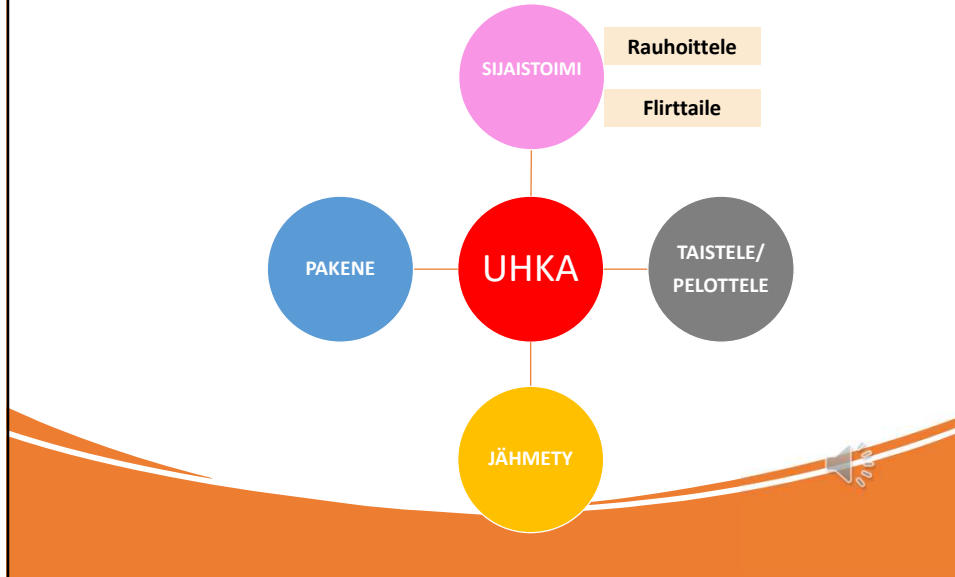 SIJAISTOIMI
Rauhoittele
Flirttaile
PAKENE
UHKA
TAISTELE/
PELOTTELE
JÄHMETY